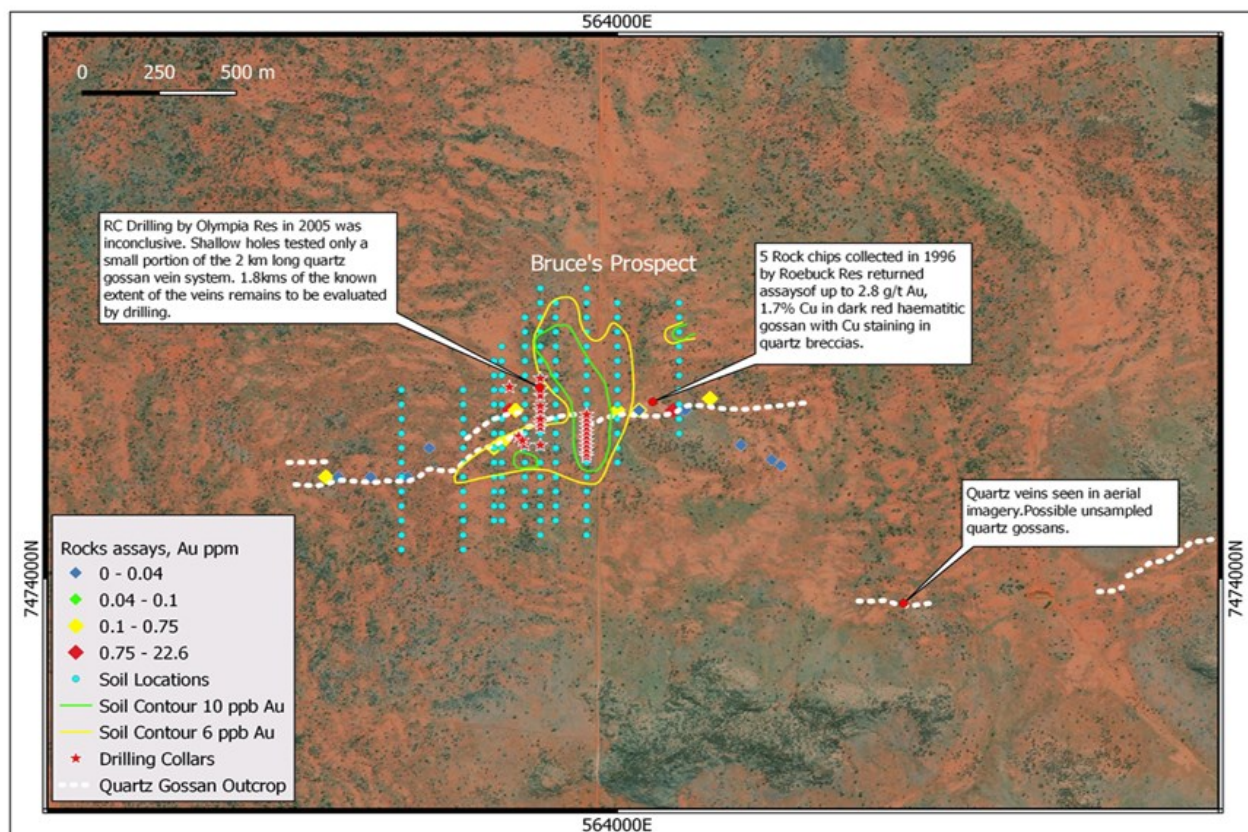 564000E
0 250 500 m
RC Drilling by Olympia Res in 2005 was
inconclusive. Shallow holes tested only a
small portion of the 2 km long quartz
gossan vein system. 1.8kms of the known
extent of the veins remains to be evaluated
by drilling.
Bruce's Prospect
5 Rock chips collected in 1996
by Roebuck Res returned
assaysof up to 2.8 g/t Au,
1.7% Cu in dark red haematitic
gossan with Cu staining in
quartz breccias.
Quartz veins seen in aerial
imagery.Possible unsampled
quartz gossans.
7474000N
7474000N
Rocks assays, Au ppm
0 - 0.04
0.04 - 0.1
0.1 - 0.75
0.75 - 22.6
Soil Locations
Soil Contour 10 ppb Au
Soil Contour 6 ppb Au
Drilling Collars
Quartz Gossan Outcrop
564000E